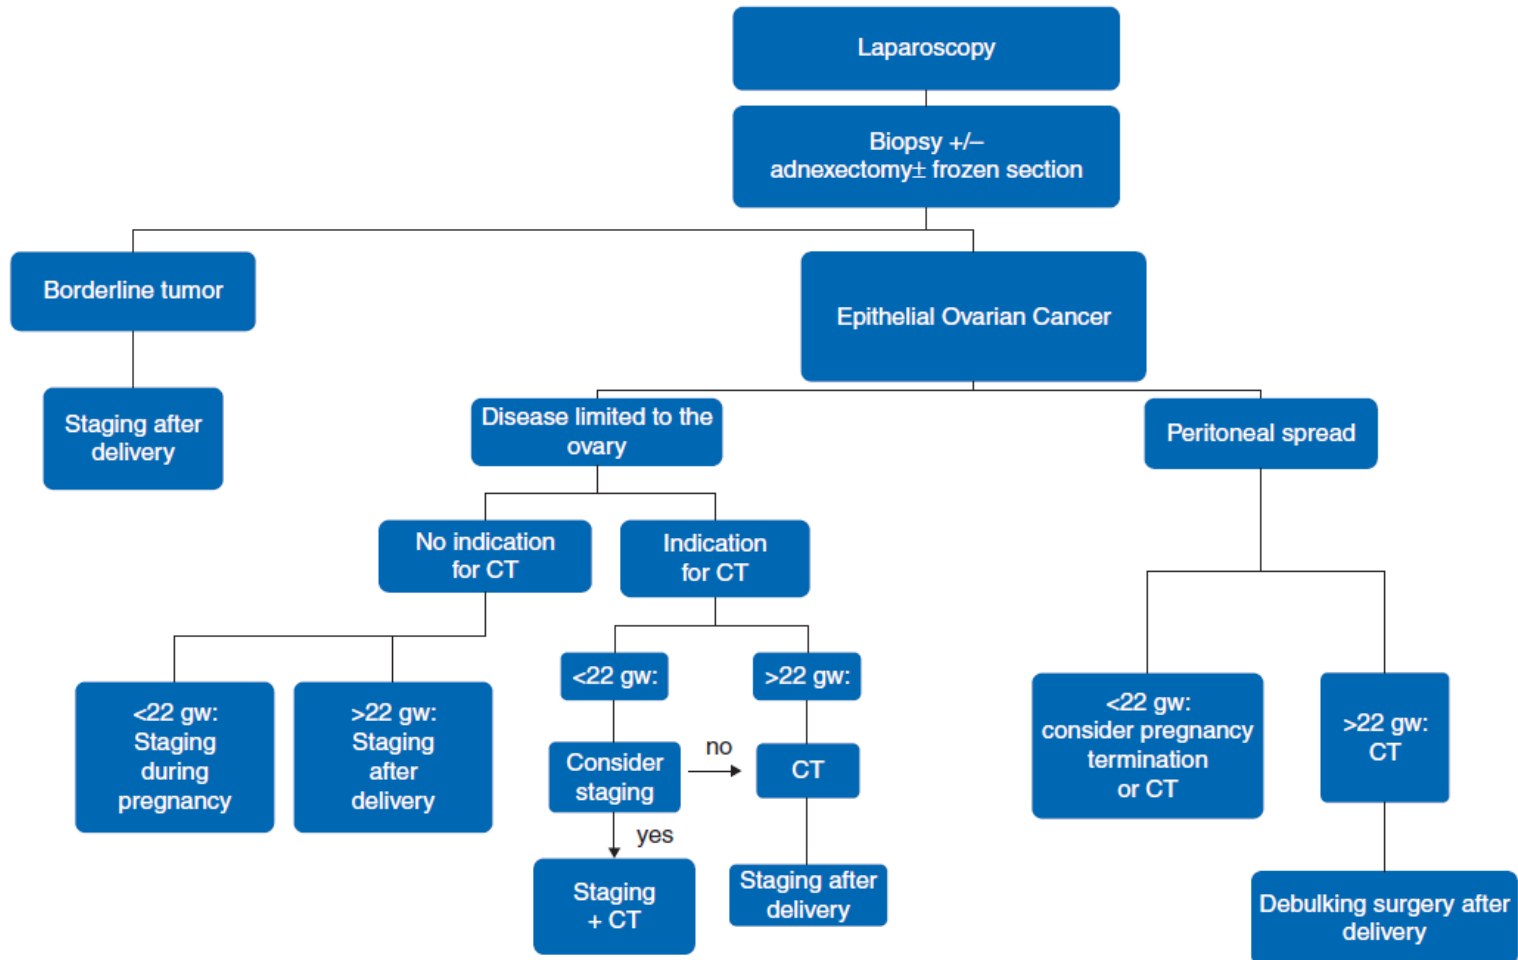 Laparoscopy
Biopsy +/–
adnexectomy± frozen section
Borderline tumor
Epithelial Ovarian Cancer
Staging after
delivery
Disease limited to the
ovary
Peritoneal spread
No indication
for CT
Indication
for CT
<22 gw:
Staging
during
pregnancy
>22 gw:
Staging
after
delivery
<22 gw:
>22 gw:
Consider
staging
no
CT
yes
Staging
+ CT
Staging after
delivery
<22 gw:
consider pregnancy
termination
or CT
>22 gw:
CT
Debulking surgery after
delivery